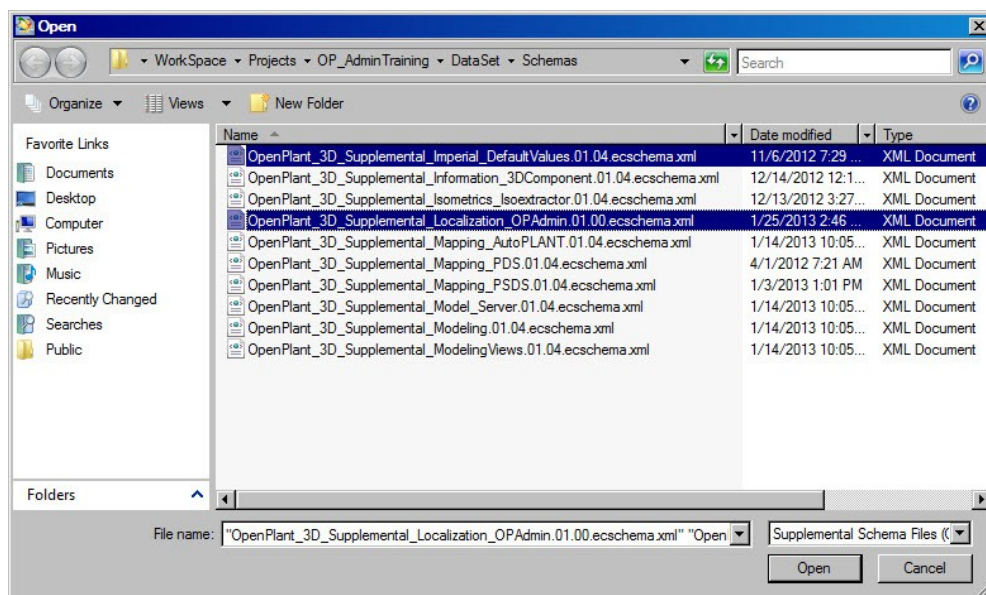 Open
WorkSpace Projects OP_AdminTraining DataSet Schemas Search
Organize Views New Folder
Favorite Links
Documents
Desktop
Computer
Pictures
Music
Recently Changed
Searches
Public
Folders
Name Date modified Type
OpenPlant_3D_Supplemental_Imperial_DefaultValues.01.04.ecschema.xml 11/6/2012 7:29 ... XML Document
OpenPlant_3D_Supplemental_Information_3DComponent.01.04.ecschema.xml 12/14/2012 12:1... XML Document
OpenPlant_3D_Supplemental_Isometrics_Isoextractor.01.04.ecschema.xml 12/13/2012 3:27... XML Document
OpenPlant_3D_Supplemental_Localization_OPAdmin.01.00.ecschema.xml 1/25/2013 2:46 ... XML Document
OpenPlant_3D_Supplemental_Mapping_AutoPLANT.01.04.ecschema.xml 1/14/2013 10:05... XML Document
OpenPlant_3D_Supplemental_Mapping_PDS.01.04.ecschema.xml 4/1/2012 7:21 AM XML Document
OpenPlant_3D_Supplemental_Mapping_PSDS.01.04.ecschema.xml 1/3/2013 1:01 PM XML Document
OpenPlant_3D_Supplemental_Model_Server.01.04.ecschema.xml 1/14/2013 10:05... XML Document
OpenPlant_3D_Supplemental_Modeling.01.04.ecschema.xml 1/14/2013 10:05... XML Document
OpenPlant_3D_Supplemental_ModelingViews.01.04.ecschema.xml 1/14/2013 10:05... XML Document
File name: "OpenPlant_3D_Supplemental_Localization_OPAdmin.01.00.ecschema.xml" "Open Supplemental Schema Files (
Open Cancel